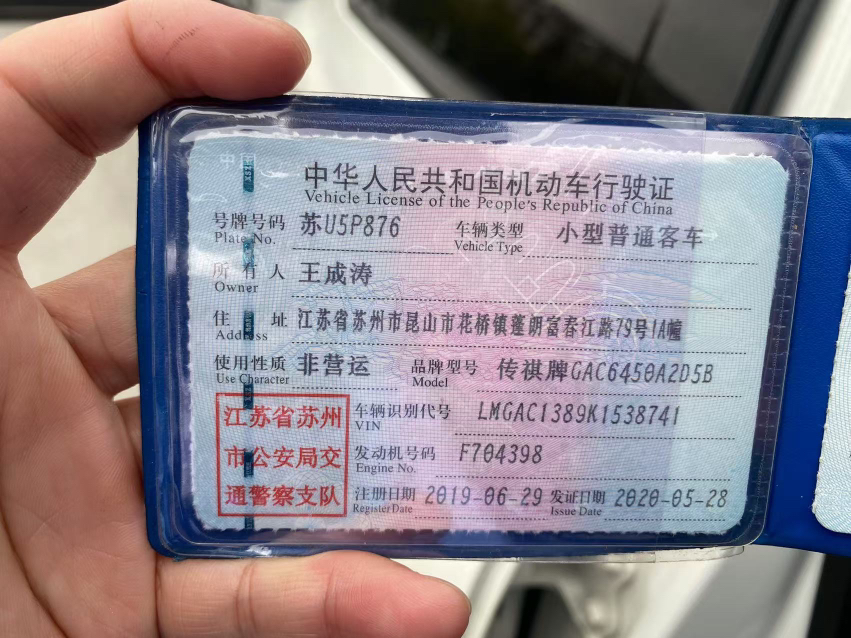 中华人民共和国机动车行驶证
Vehicle License of the People's Republic of China
号牌号码 苏U5P876 车辆类型 小型普通客车
Plate No. Vehicle Type
所有人 王成涛
Owner
住址 江苏省苏州市昆山市花桥镇蓬朗富春江路79号1A幢
Address
使用性质 非营运 品牌型号 传祺牌GAC6450A2D5B
Use Character Model
江苏省苏州 车辆识别代号 LMGAC1389K1538741
VIN
市公安局交 发动机号码 F704398
Engine No.
通警察支队 注册日期 2019-06-29 发证日期 2020-05-28
Register Date Issue Date